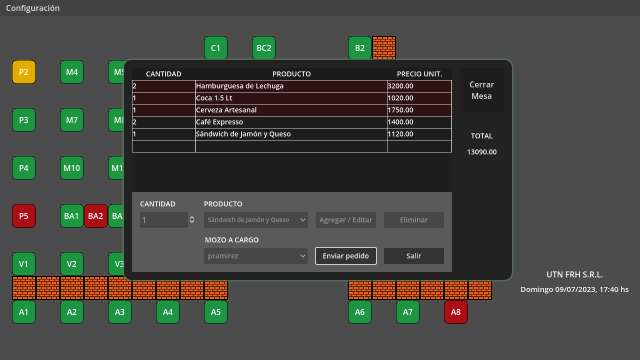 Configuración
C1 BC2 B2
P2 M4
CANTIDAD PRODUCTO PRECIO UNIT.
2 Hamburguesa de Lechuga 3200.00
1 Coca 1.5 Lt 1020.00
1 Cerveza Artesanal 1750.00
2 Café Expresso 1400.00
1 Sándwich de Jamón y Queso 1120.00
Cerrar
Mesa
TOTAL
13090.00
P3 M7
P4 M10
CANTIDAD PRODUCTO
1 Sándwich de Jamón y Queso Agregar / Editar Eliminar
P5 BA1 BA2 BA
MOZO A CARGO
pramirez Enviar pedido Salir
V1 V2 V3
UTN FRH S.R.L.
Domingo 09/07/2023, 17:40 hs
A1 A2 A3 A4 A5 A6 A7 A8